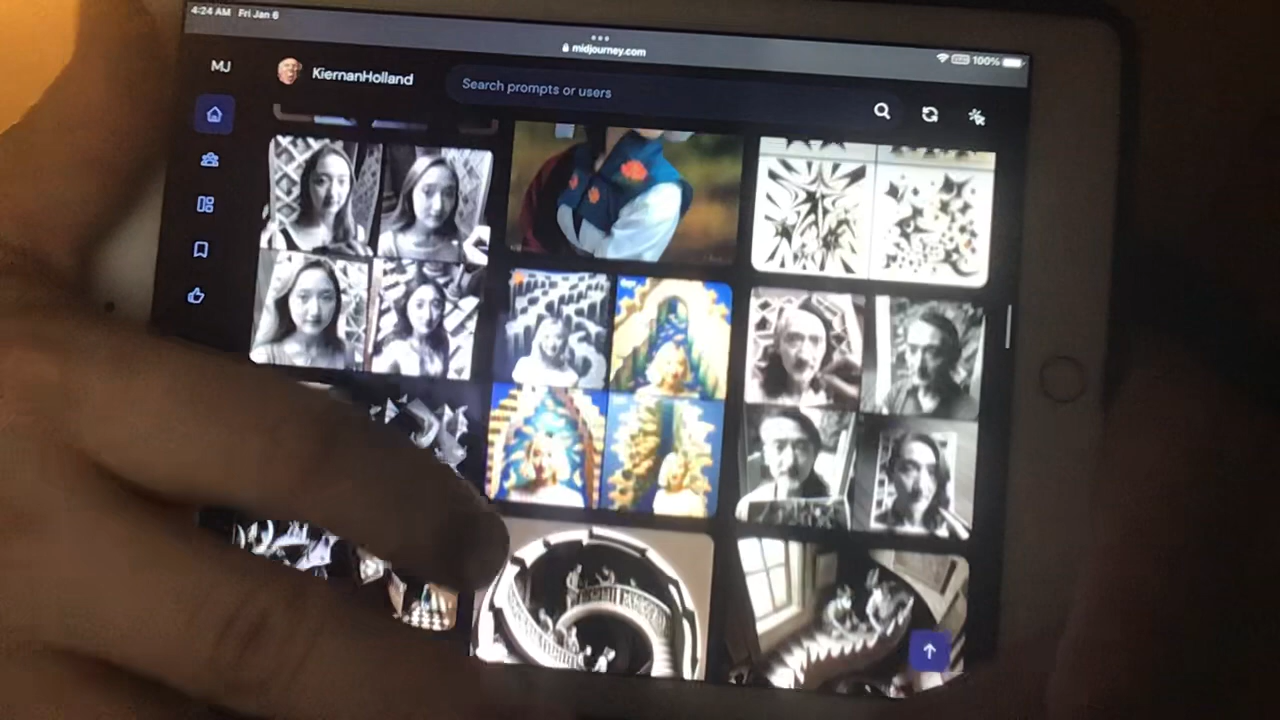 4:24 AM Fri Jan 6
midjourney.com
100%
MJ
KiernanHolland
Search prompts or users